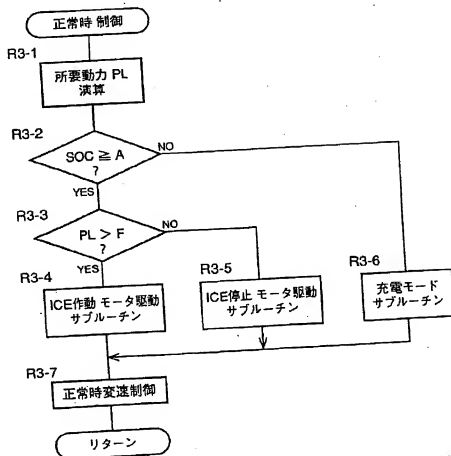 正常時 制御
R3-1
所要動力 PL
演算
R3-2
SOC ≧ A
?
NO
YES
R3-3
PL > F
?
NO
YES
R3-4
ICE作動 モータ駆動
サブルーチン
R3-5
ICE停止 モータ駆動
サブルーチン
R3-6
充電モード
サブルーチン
R3-7
正常時変速制御
リターン